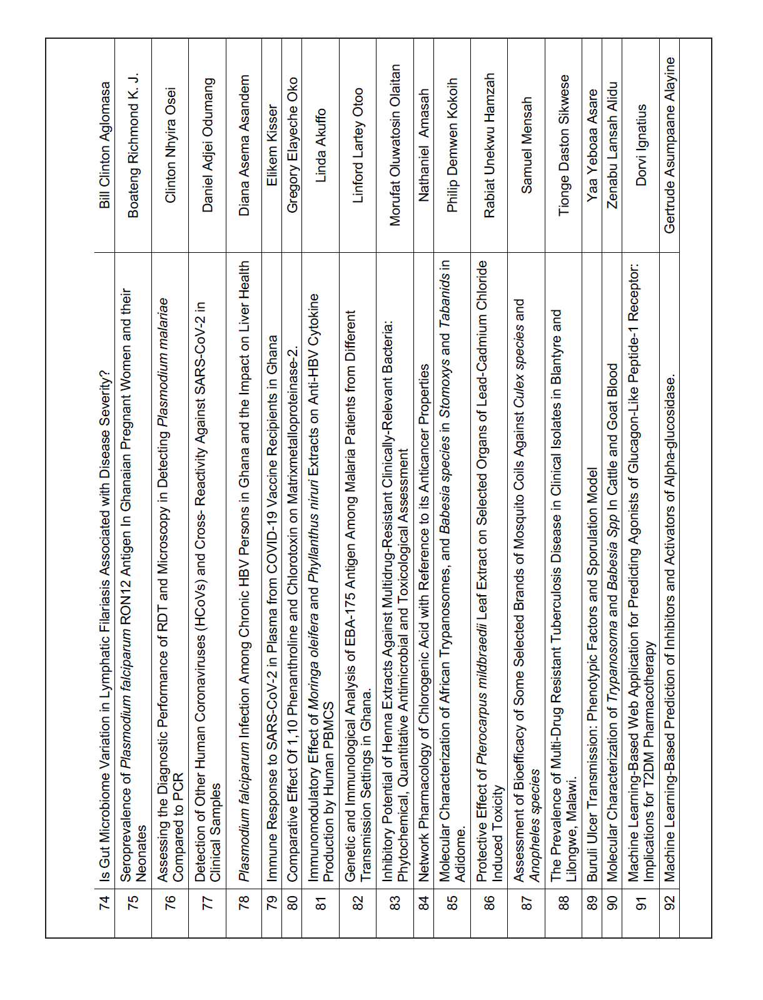 74 Is Gut Microbiome Variation in Lymphatic Filariasis Associated with Disease Severity? Bill Clinton Aglomasa
75 Seroprevalence of Plasmodium falciparum RON12 Antigen In Ghanaian Pregnant Women and their Boateng Richmond K. J.
Neonates
76 Assessing the Diagnostic Performance of RDT and Microscopy in Detecting Plasmodium malariae Clinton Nhyira Osei
Compared to PCR
77 Detection of Other Human Coronaviruses (HCoVs) and Cross- Reactivity Against SARS-CoV-2 in Daniel Adjei Odumang
Clinical Samples
78 Plasmodium falciparum Infection Among Chronic HBV Persons in Ghana and the Impact on Liver Health Diana Asema Asandem
79 Immune Response to SARS-CoV-2 in Plasma from COVID-19 Vaccine Recipients in Ghana Elikem Kisser
80 Comparative Effect Of 1,10 Phenanthroline and Chlorotoxin on Matrixmetalloproteinase-2. Gregory Elayeche Oko
81 Immunomodulatory Effect of Moringa oleifera and Phyllanthus niruri Extracts on Anti-HBV Cytokine Linda Akuffo
Production by Human PBMCS
82 Genetic and Immunological Analysis of EBA-175 Antigen Among Malaria Patients from Different Linford Lartey Otoo
Transmission Settings in Ghana.
83 Inhibitory Potential of Henna Extracts Against Multidrug-Resistant Clinically-Relevant Bacteria: Morufat Oluwatosin Olaitan
Phytochemical, Quantitative Antimicrobial and Toxicological Assessment
84 Network Pharmacology of Chlorogenic Acid with Reference to its Anticancer Properties Nathaniel Amasah
85 Molecular Characterization of African Trypanosomes, and Babesia species in Stomoxys and Tabanids in Philip Demwen Kokoih
Adidome.
86 Protective Effect of Pterocarpus mildbraedii Leaf Extract on Selected Organs of Lead-Cadmium Chloride Rabiat Unekwu Hamzah
Induced Toxicity
87 Assessment of Bioefficacy of Some Selected Brands of Mosquito Coils Against Culex species and Samuel Mensah
Anopheles species
88 The Prevalence of Multi-Drug Resistant Tuberculosis Disease in Clinical Isolates in Blantyre and Tionge Daston Sikwese
Lilongwe, Malawi.
89 Buruli Ulcer Transmission: Phenotypic Factors and Sporulation Model Yaa Yeboaa Asare
90 Molecular Characterization of Trypanosoma and Babesia Spp In Cattle and Goat Blood Zenabu Lansah Alidu
91 Machine Learning-Based Web Application for Predicting Agonists of Glucagon-Like Peptide-1 Receptor: Dorvi Ignatius
Implications for T2DM Pharmacotherapy
92 Machine Learning-Based Prediction of Inhibitors and Activators of Alpha-glucosidase. Gertrude Asumpaane Alayine